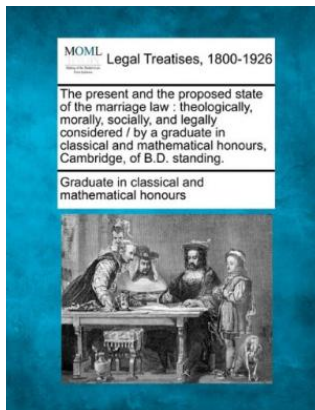 MOML
Legal Treatises, 1800-1926
The present and the proposed state
of the marriage law : theologically,
morally, socially, and legally
considered / by a graduate in
classical and mathematical honours,
Cambridge, of B.D. standing.
Graduate in classical and
mathematical honours